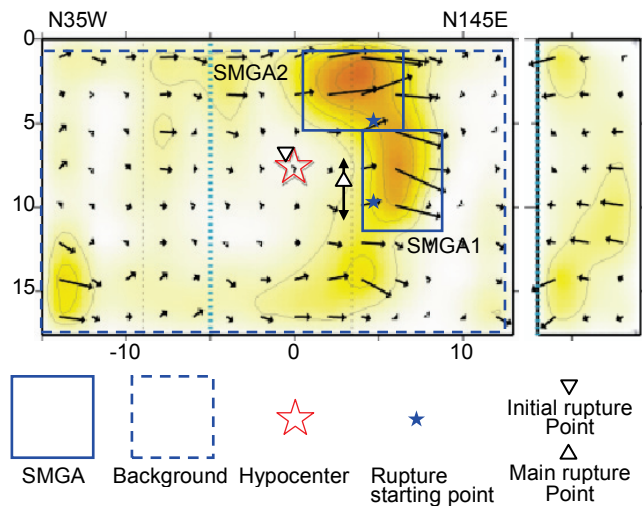 N35W
N145E
0
5
10
15
SMGA2
SMGA1
-10
0
10
SMGA
Background
Hypocenter
Rupture
starting point
Initial rupture
Point
Main rupture
Point